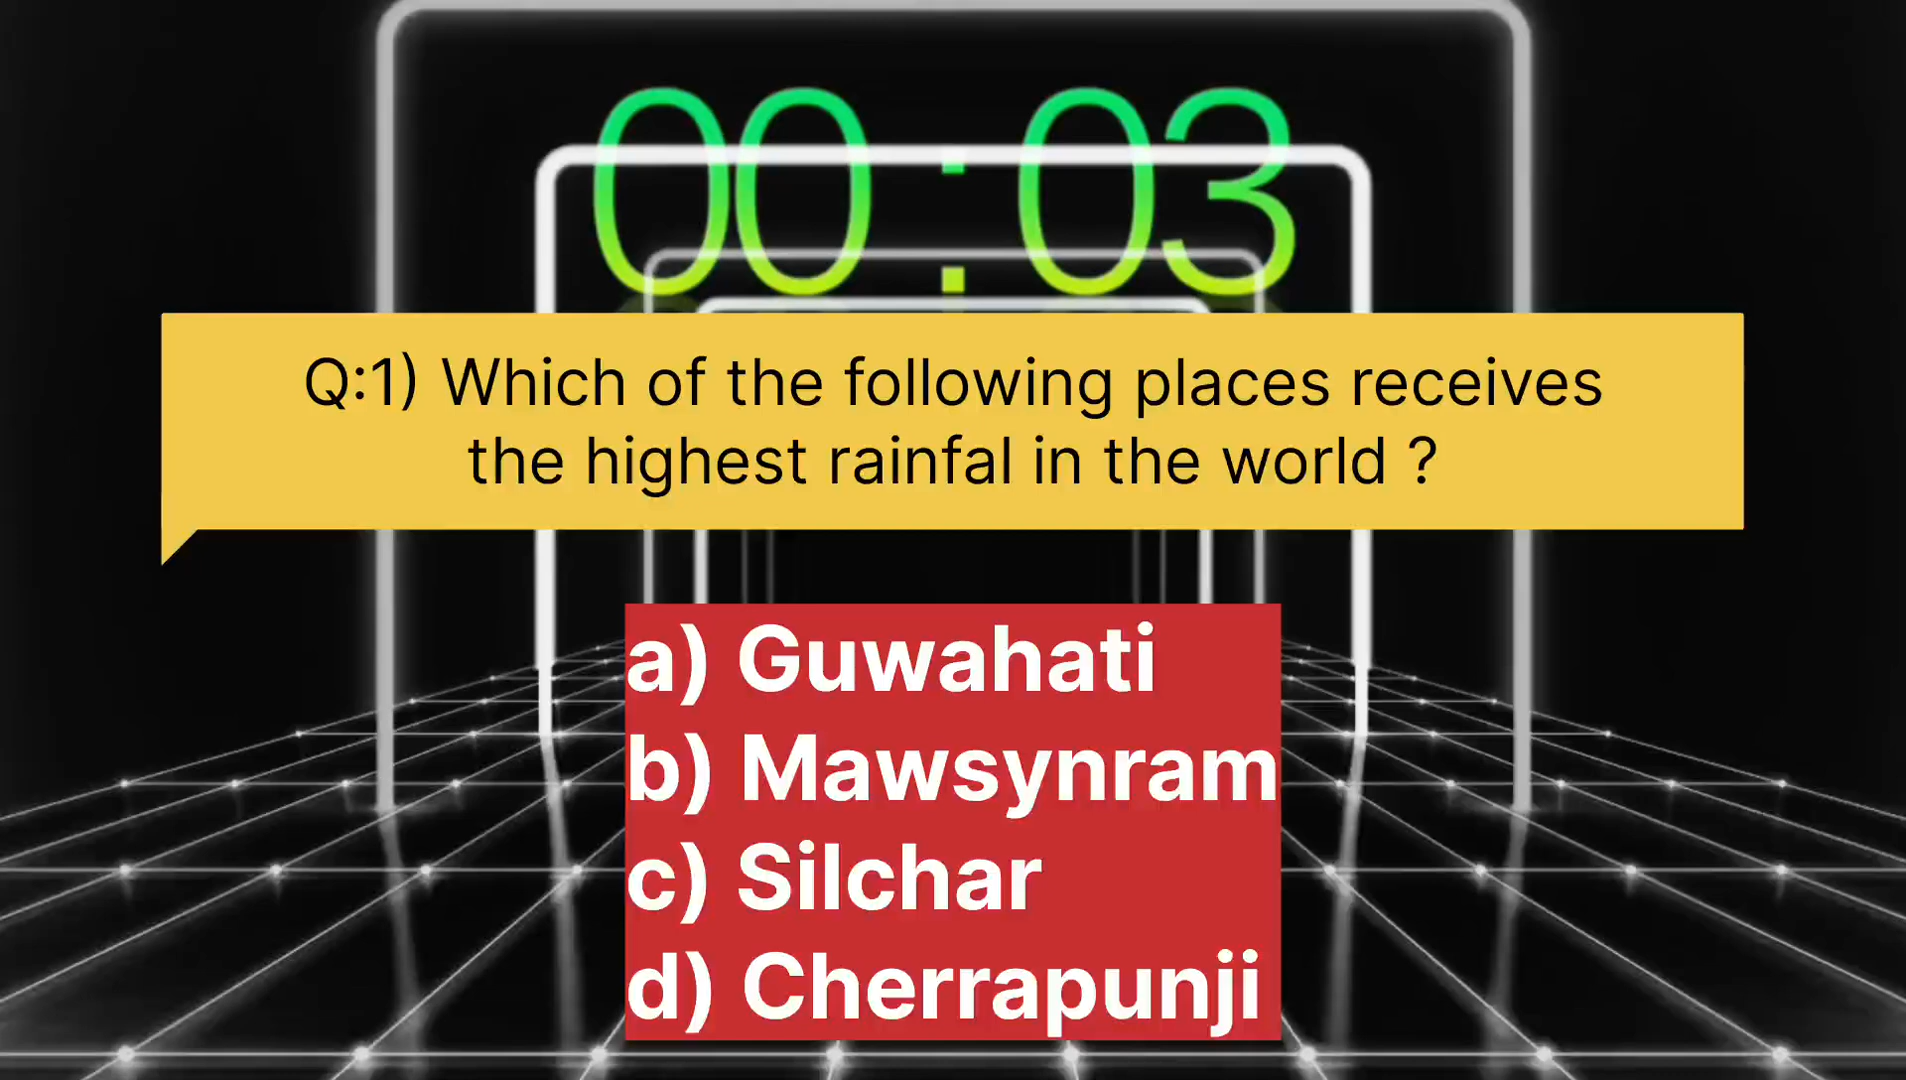 00:03
Q:1) Which of the following places receives
the highest rainfal in the world ?
a) Guwahati
b) Mawsynram
c) Silchar
d) Cherrapunji